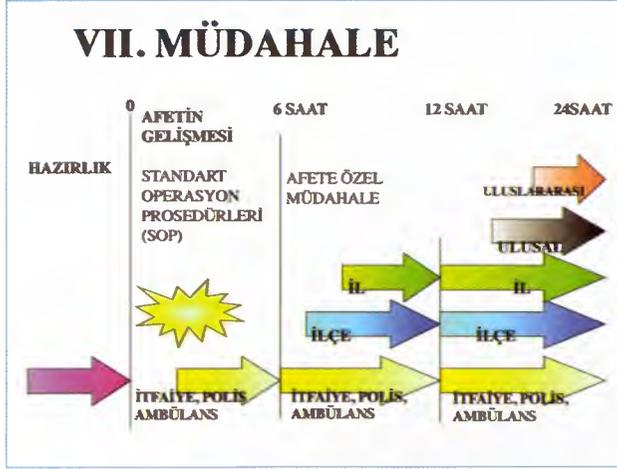 VII. MÜDAHALE
0
AFETİN
GELİŞMESİ
6 SAAT
12 SAAT
24SAAT
HAZIRLIK
STANDART
OPERASYON
PROSEDÜRLERİ
(SOP)
AFETE ÖZEL
MÜDAHALE
ULUSLARARASI
ULUSAL
İL
İL
İLÇE
İLÇE
İTFAİYE, POLİS
AMBÜLANS
İTFAİYE, POLİS,
AMBÜLANS
İTFAİYE, POLİS,
AMBÜLANS